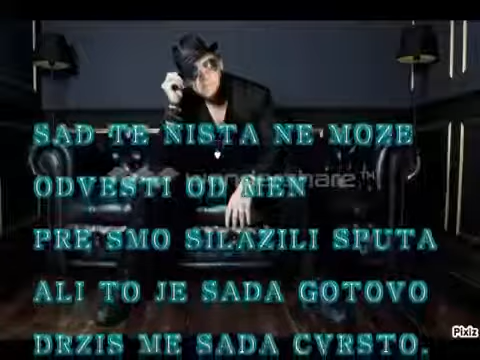 SAD TE NISTA NE MOZE
ODVESTI OD MEN
PRE SMO SILAZILI SPUTA
ALI TO JE SADA GOTOVO
DRZIS ME SADA CVRSTO.
Pixiz